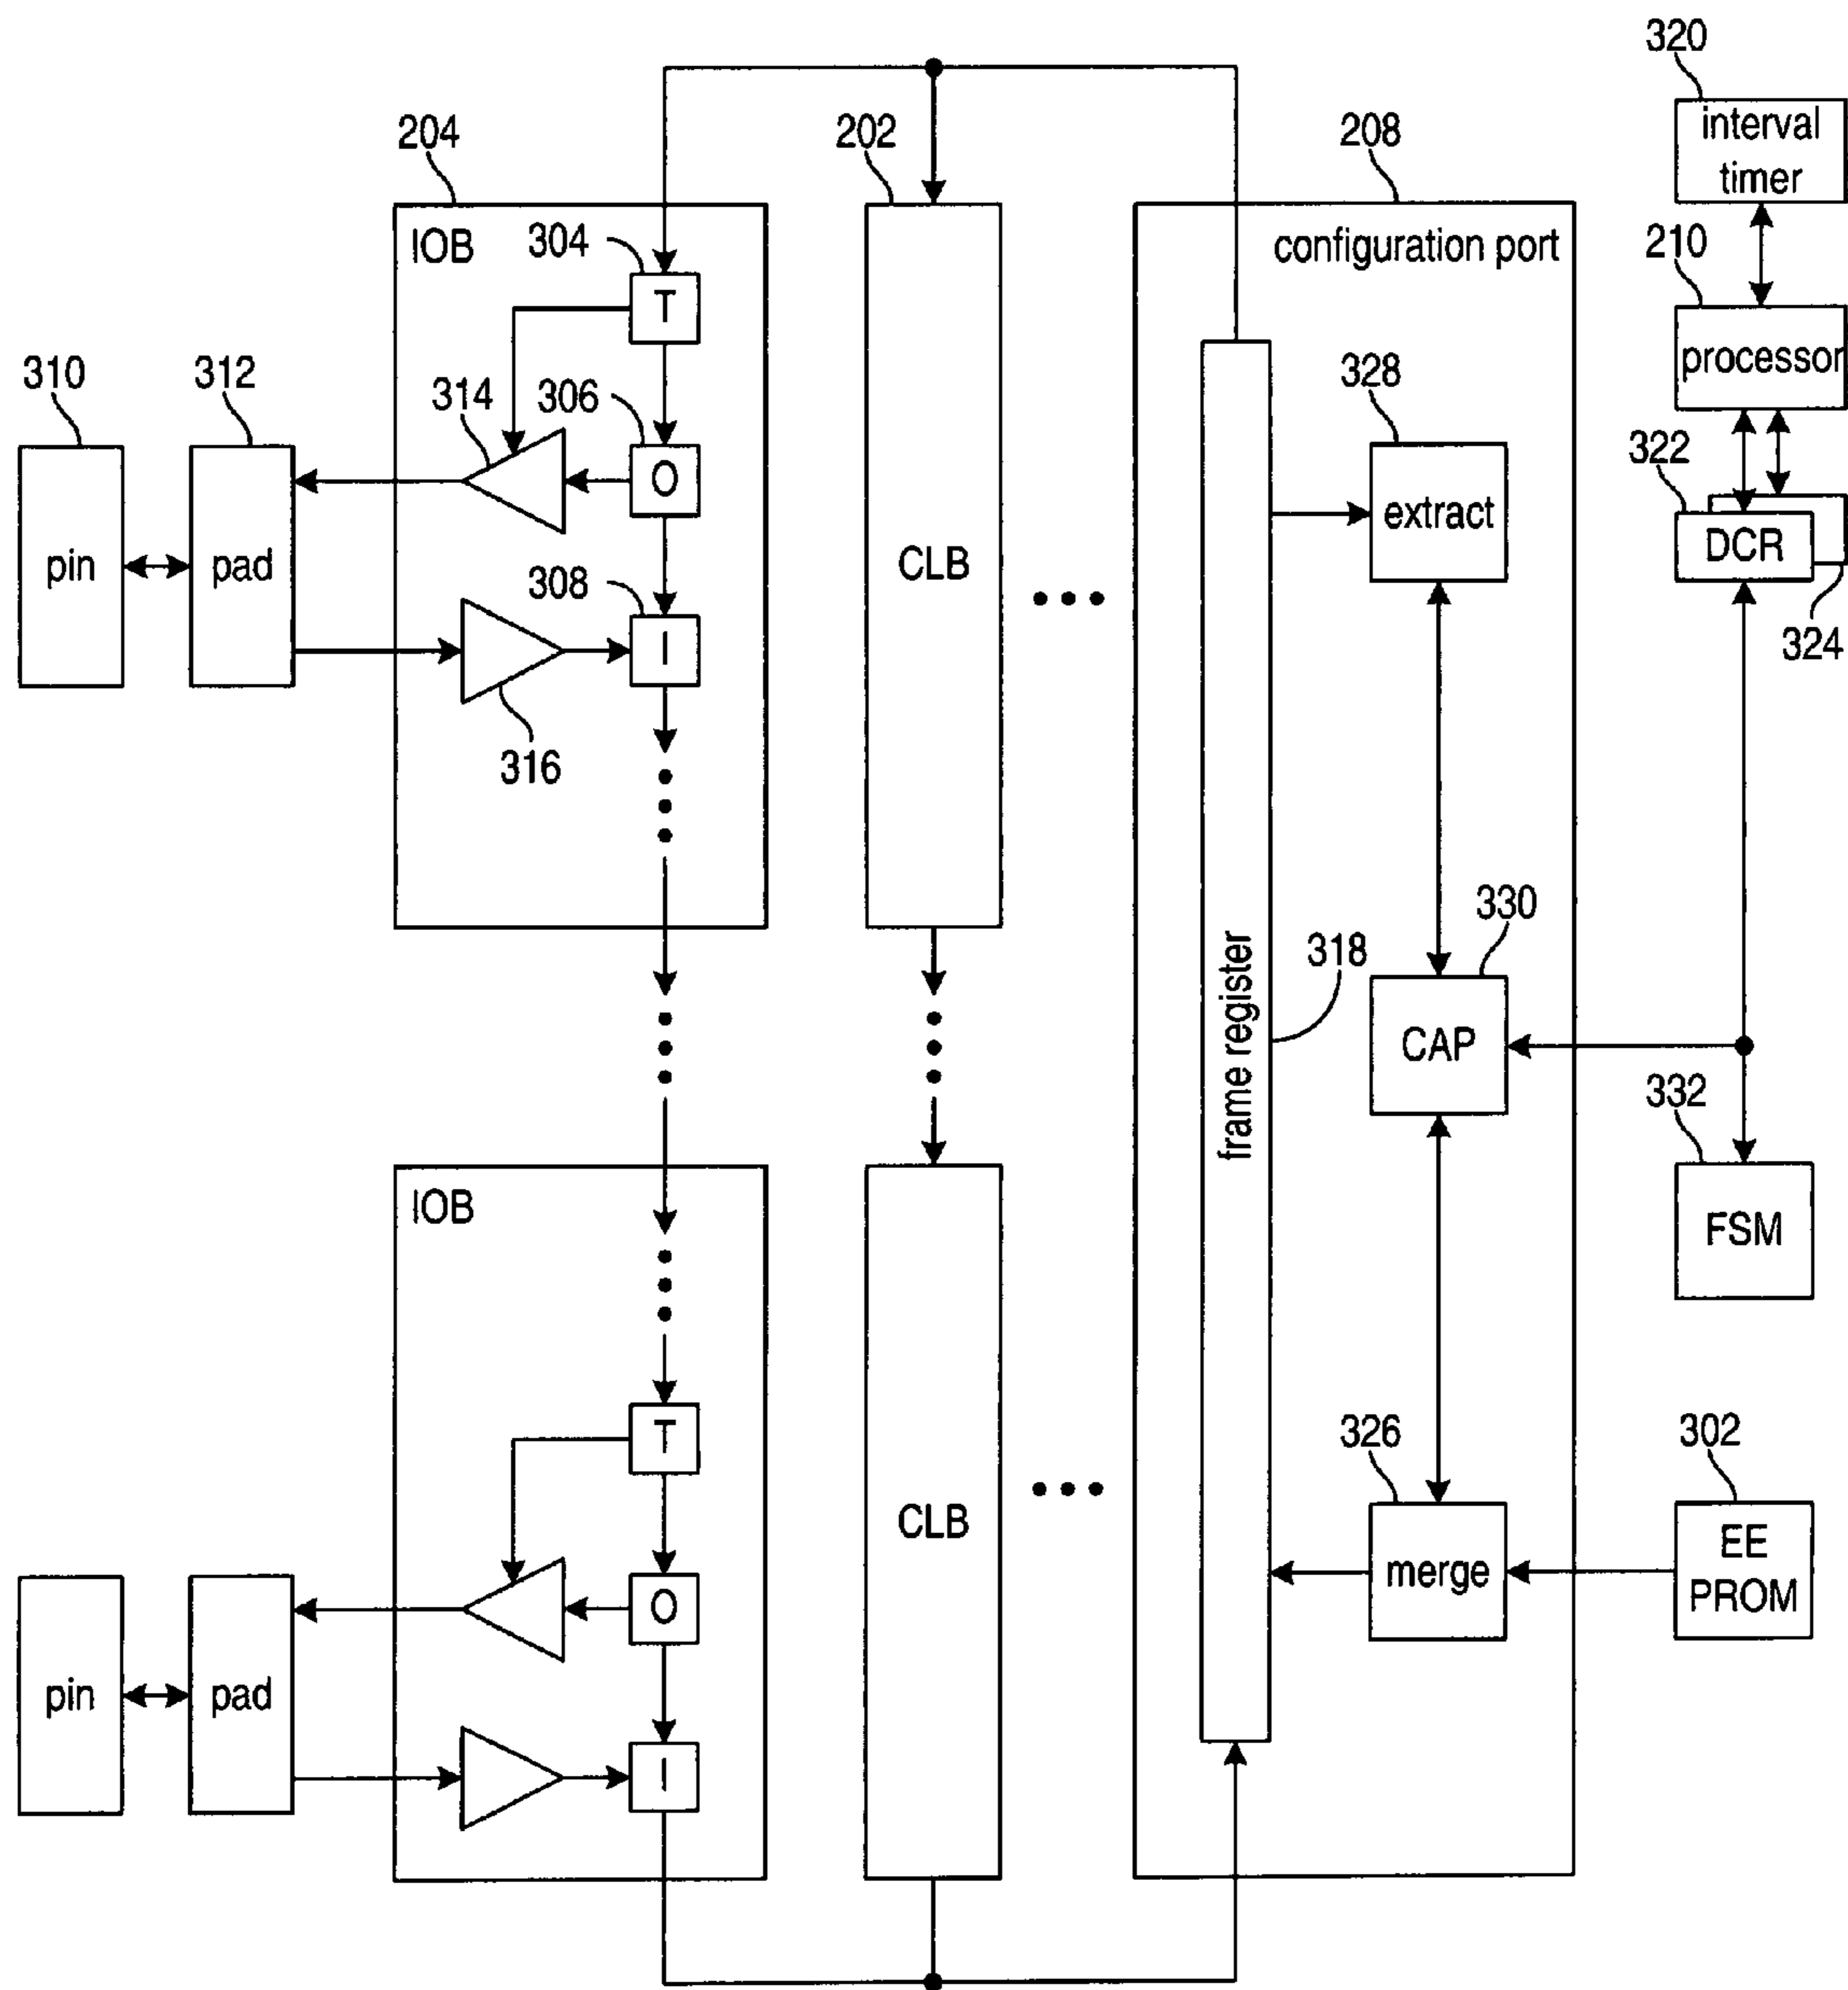 320
interval
timer
204
202
208
IOB
304
T
configuration port
210
processor
310
312
314
306
O
328
extract
322
DCR
324
pin
pad
308
I
CLB
316
330
CAP
frame register
318
332
FSM
IOB
T
326
merge
302
EE
PROM
CLB
O
pin
pad
I